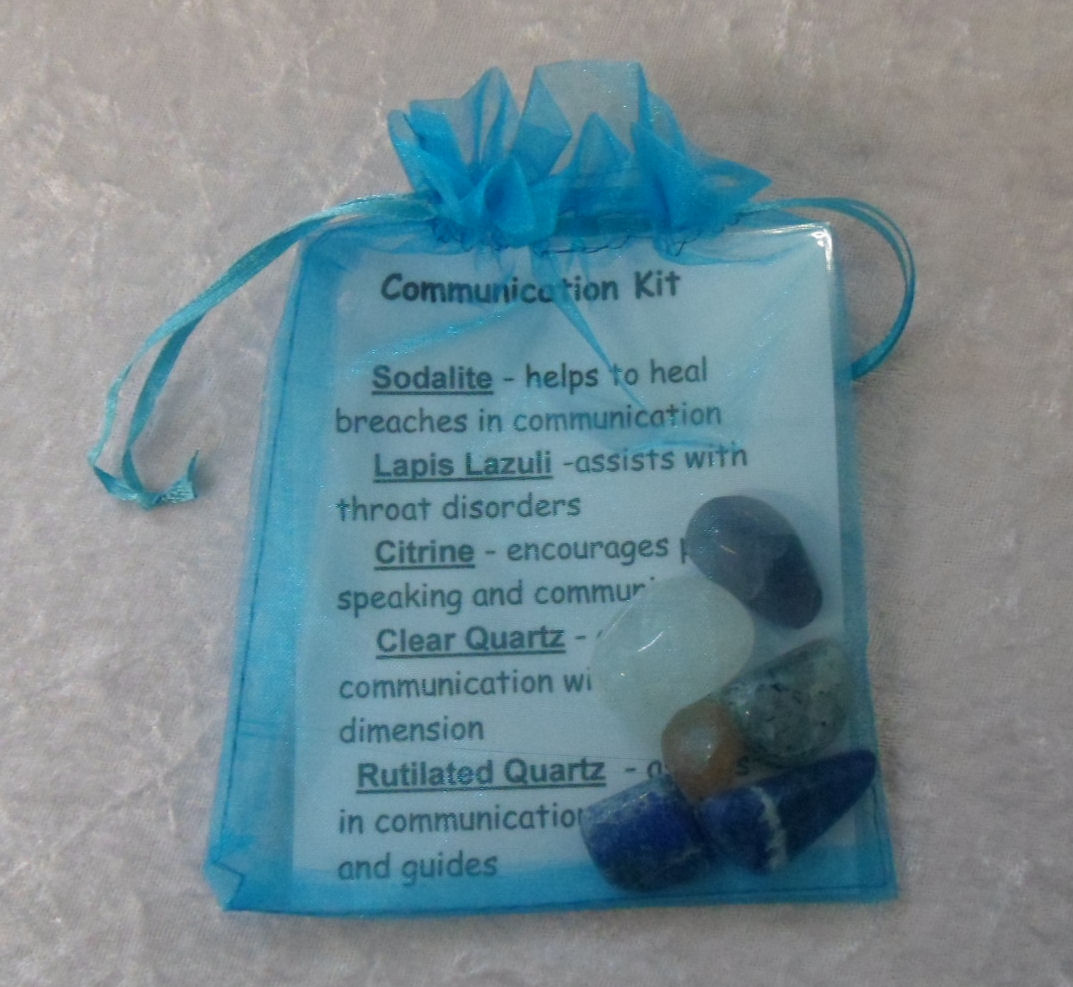 Communication Kit
Sodalite - helps to heal
breaches in communication
Lapis Lazuli -assists with
throat disorders
Citrine - encourages
speaking and
Clear Quartz -
communication
dimension
Rutilated Quartz -
in communication
and guides